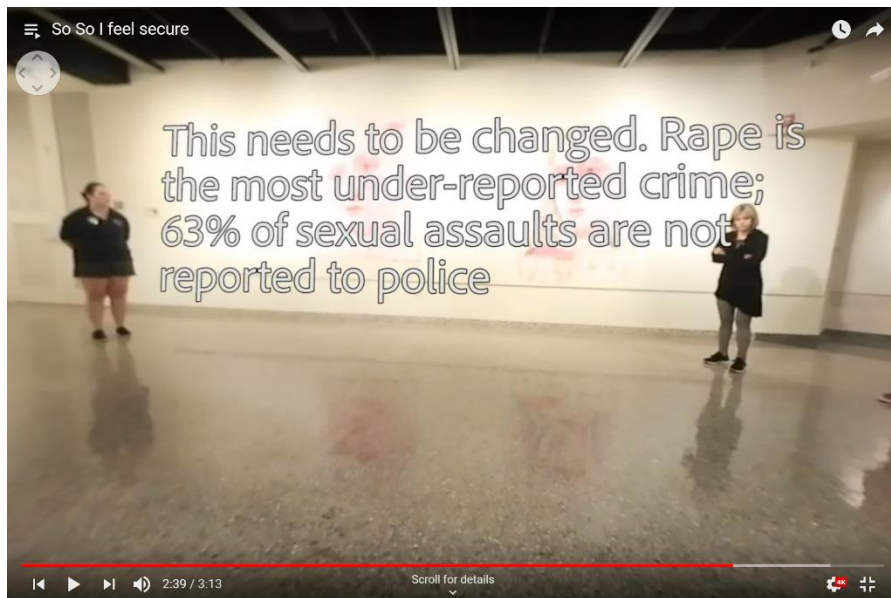 So So I feel secure
This needs to be changed. Rape is
the most under-reported crime;
63% of sexual assaults are not
reported to police
2:39 / 3:13
Scroll for details
4K